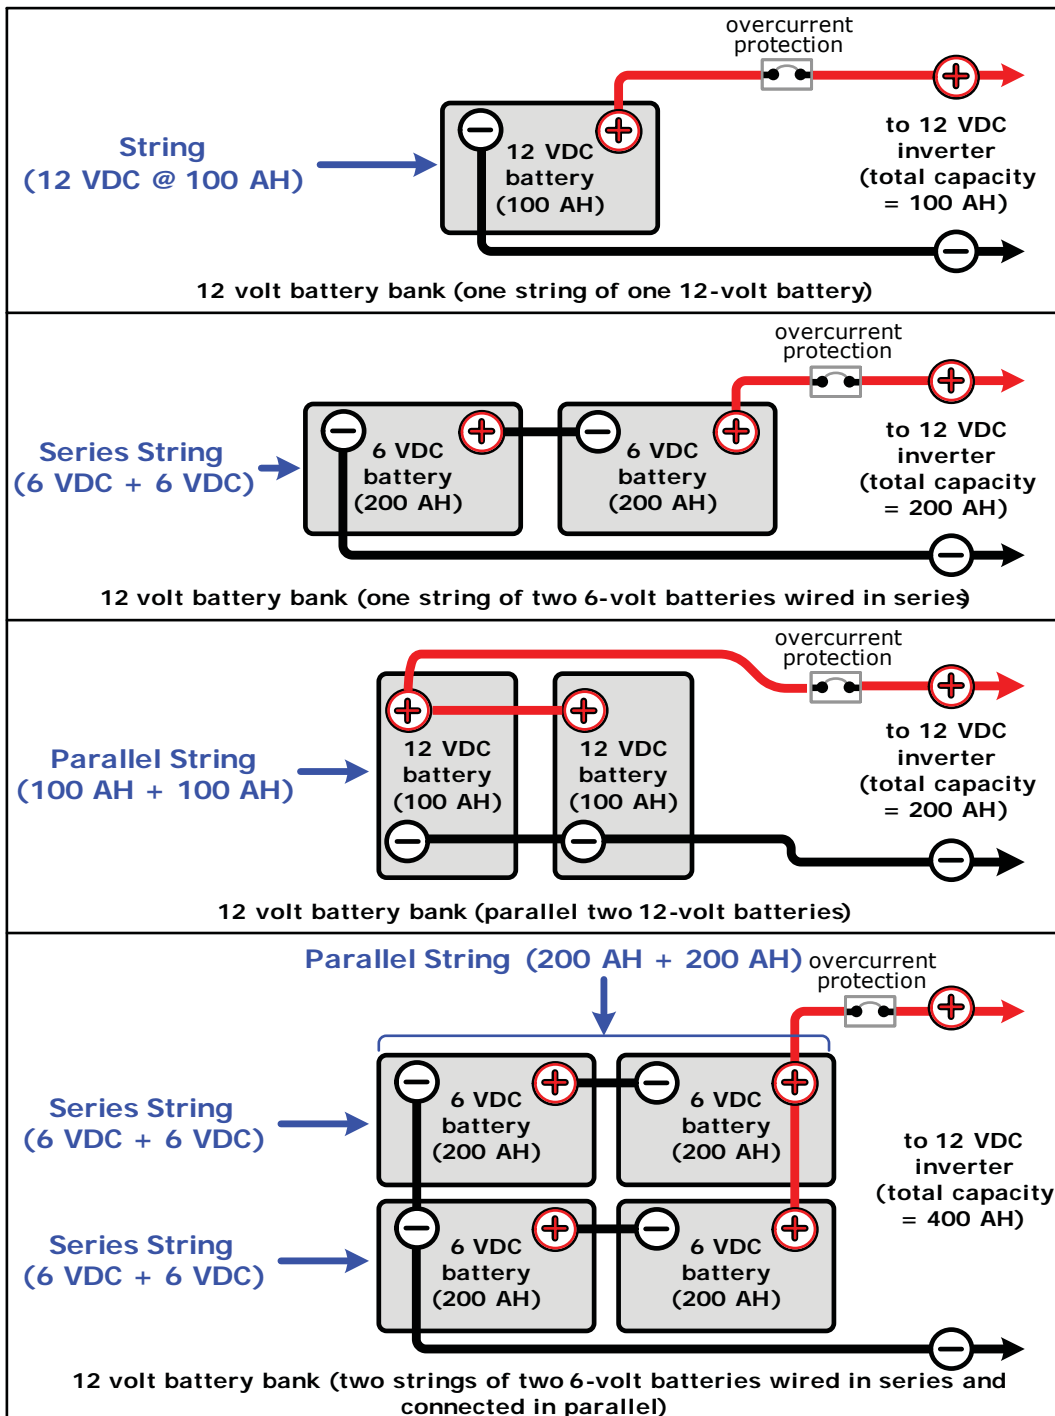 overcurrent
protection
String
(12 VDC @ 100 AH)
12 VDC
battery
(100 AH)
to 12 VDC
inverter
(total capacity
= 100 AH)
12 volt battery bank (one string of one 12-volt battery)
overcurrent
protection
Series String
(6 VDC + 6 VDC)
6 VDC
battery
(200 AH)
6 VDC
battery
(200 AH)
to 12 VDC
inverter
(total capacity
= 200 AH)
12 volt battery bank (one string of two 6-volt batteries wired in series)
overcurrent
protection
Parallel String
(100 AH + 100 AH)
12 VDC
battery
(100 AH)
12 VDC
battery
(100 AH)
to 12 VDC
inverter
(total capacity
= 200 AH)
12 volt battery bank (parallel two 12-volt batteries)
Parallel String (200 AH + 200 AH)
overcurrent
protection
Series String
(6 VDC + 6 VDC)
6 VDC
battery
(200 AH)
6 VDC
battery
(200 AH)
to 12 VDC
inverter
(total capacity
= 400 AH)
Series String
(6 VDC + 6 VDC)
6 VDC
battery
(200 AH)
6 VDC
battery
(200 AH)
12 volt battery bank (two strings of two 6-volt batteries wired in series and
connected in parallel)